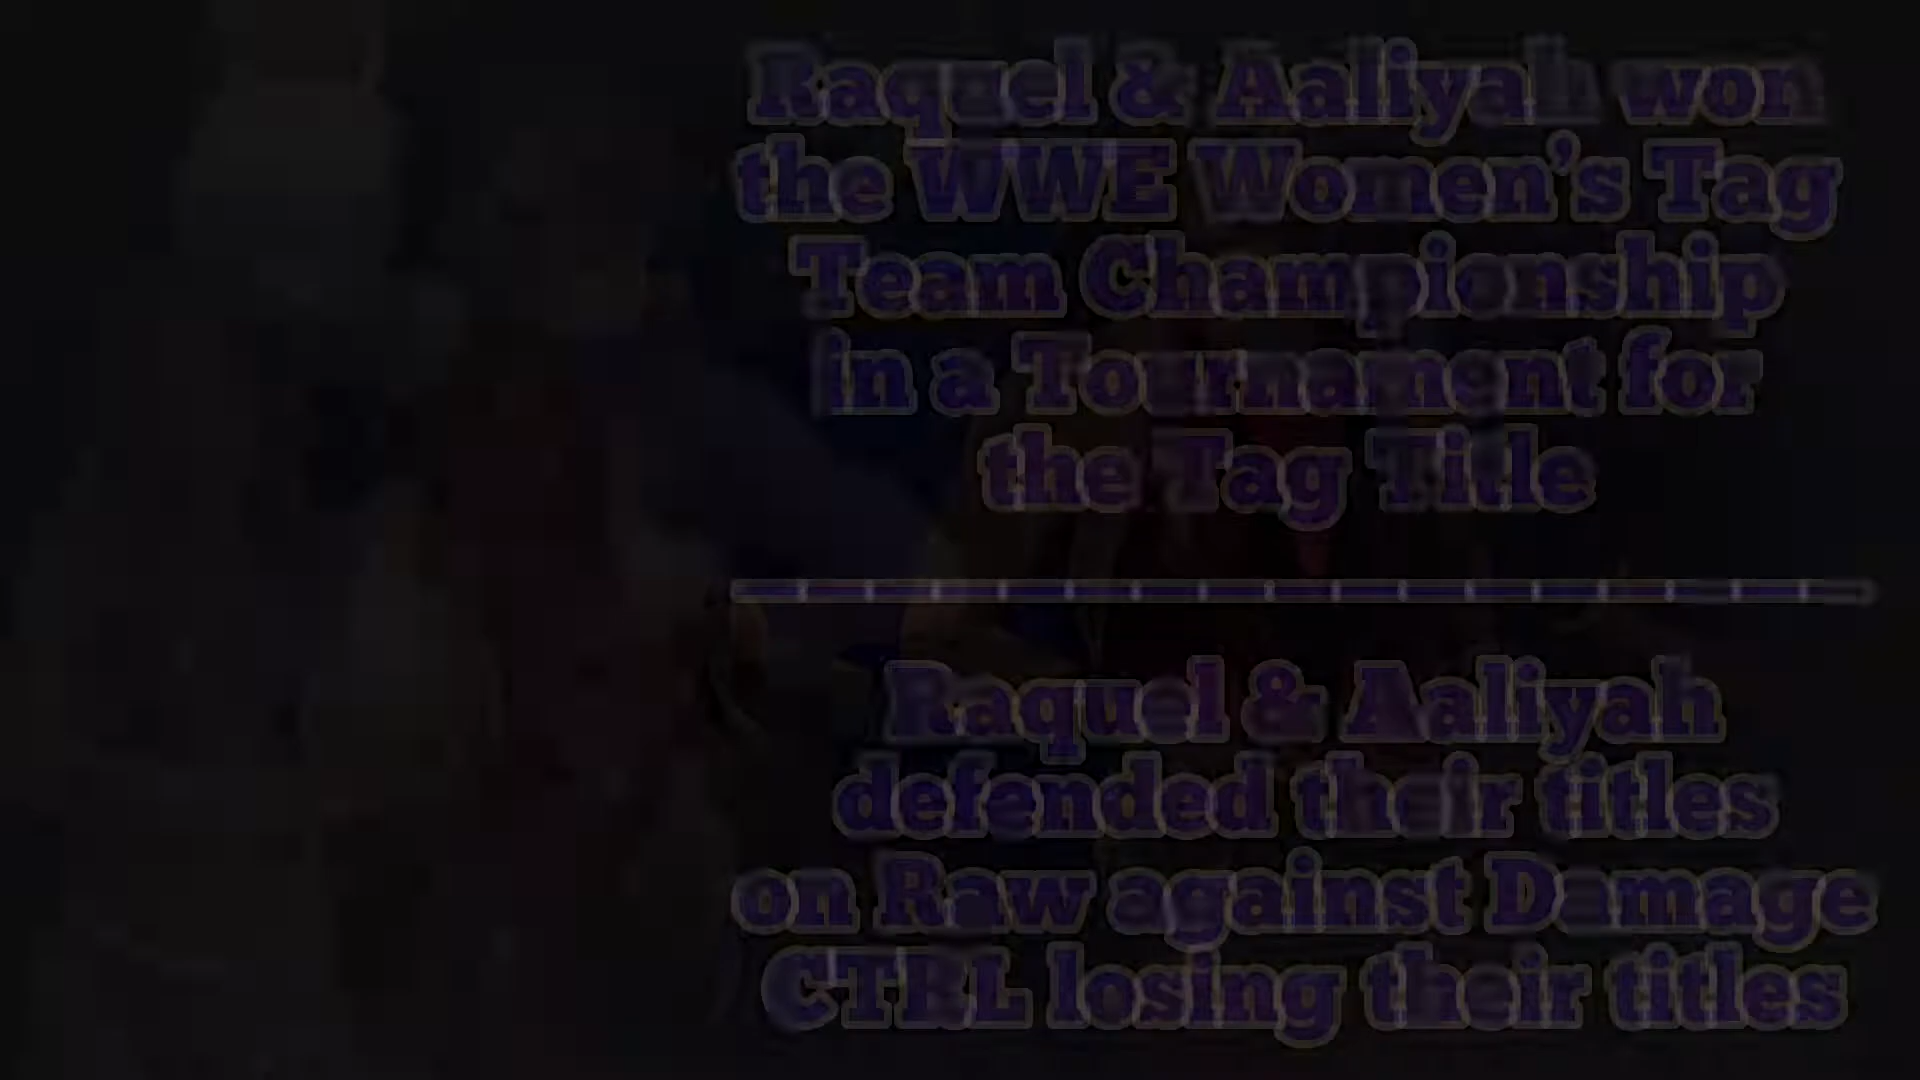 Raquel & Aaliyah won
the WWE Women's Tag
Team Championship
in a Tournament for
the Tag Title
Raquel & Aaliyah
defended their titles
on Raw against Damage
CTRL losing their titles